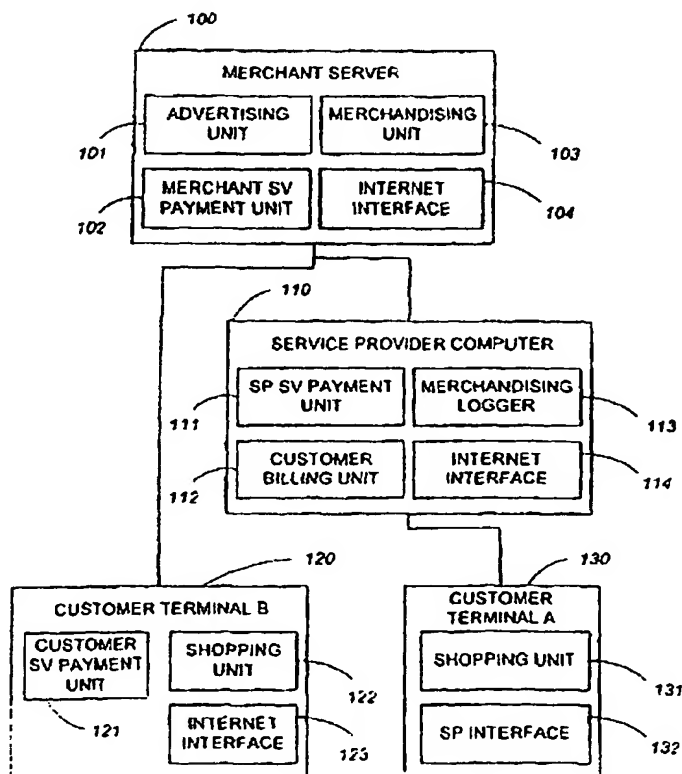 100
MERCHANT SERVER
ADVERTISING
UNIT
MERCHANDISING
UNIT
101
103
MERCHANT SV
PAYMENT UNIT
INTERNET
INTERFACE
102
104
110
SERVICE PROVIDER COMPUTER
SP SV PAYMENT
UNIT
MERCHANDISING
LOGGER
111
113
CUSTOMER
BILLING UNIT
INTERNET
INTERFACE
112
114
120
CUSTOMER TERMINAL B
CUSTOMER
SV PAYMENT
UNIT
SHOPPING
UNIT
121
122
INTERNET
INTERFACE
123
130
CUSTOMER
TERMINAL A
SHOPPING UNIT
131
SP INTERFACE
132